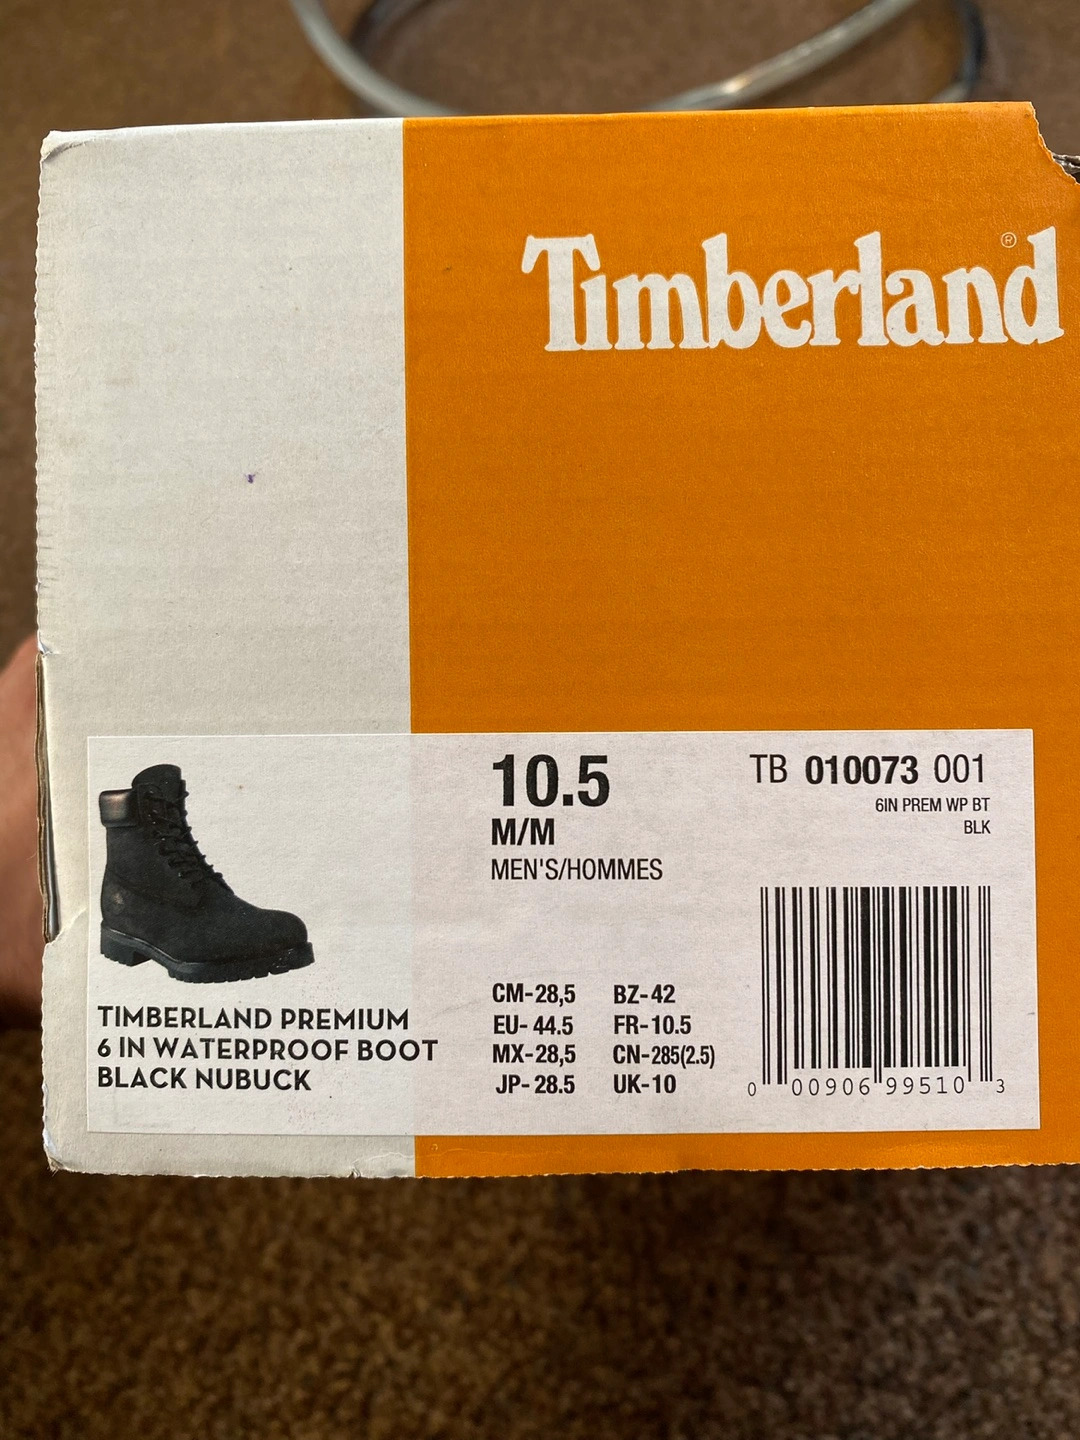 Timberland®
10.5
M/M
MEN'S/HOMMES
TB 010073 001
6IN PREM WP BT
BLK
TIMBERLAND PREMIUM
6 IN WATERPROOF BOOT
BLACK NUBUCK
CM-28,5 BZ-42
EU-44.5 FR-10.5
MX-28,5 CN-285(2.5)
JP-28.5 UK-10
0 00906 99510 3